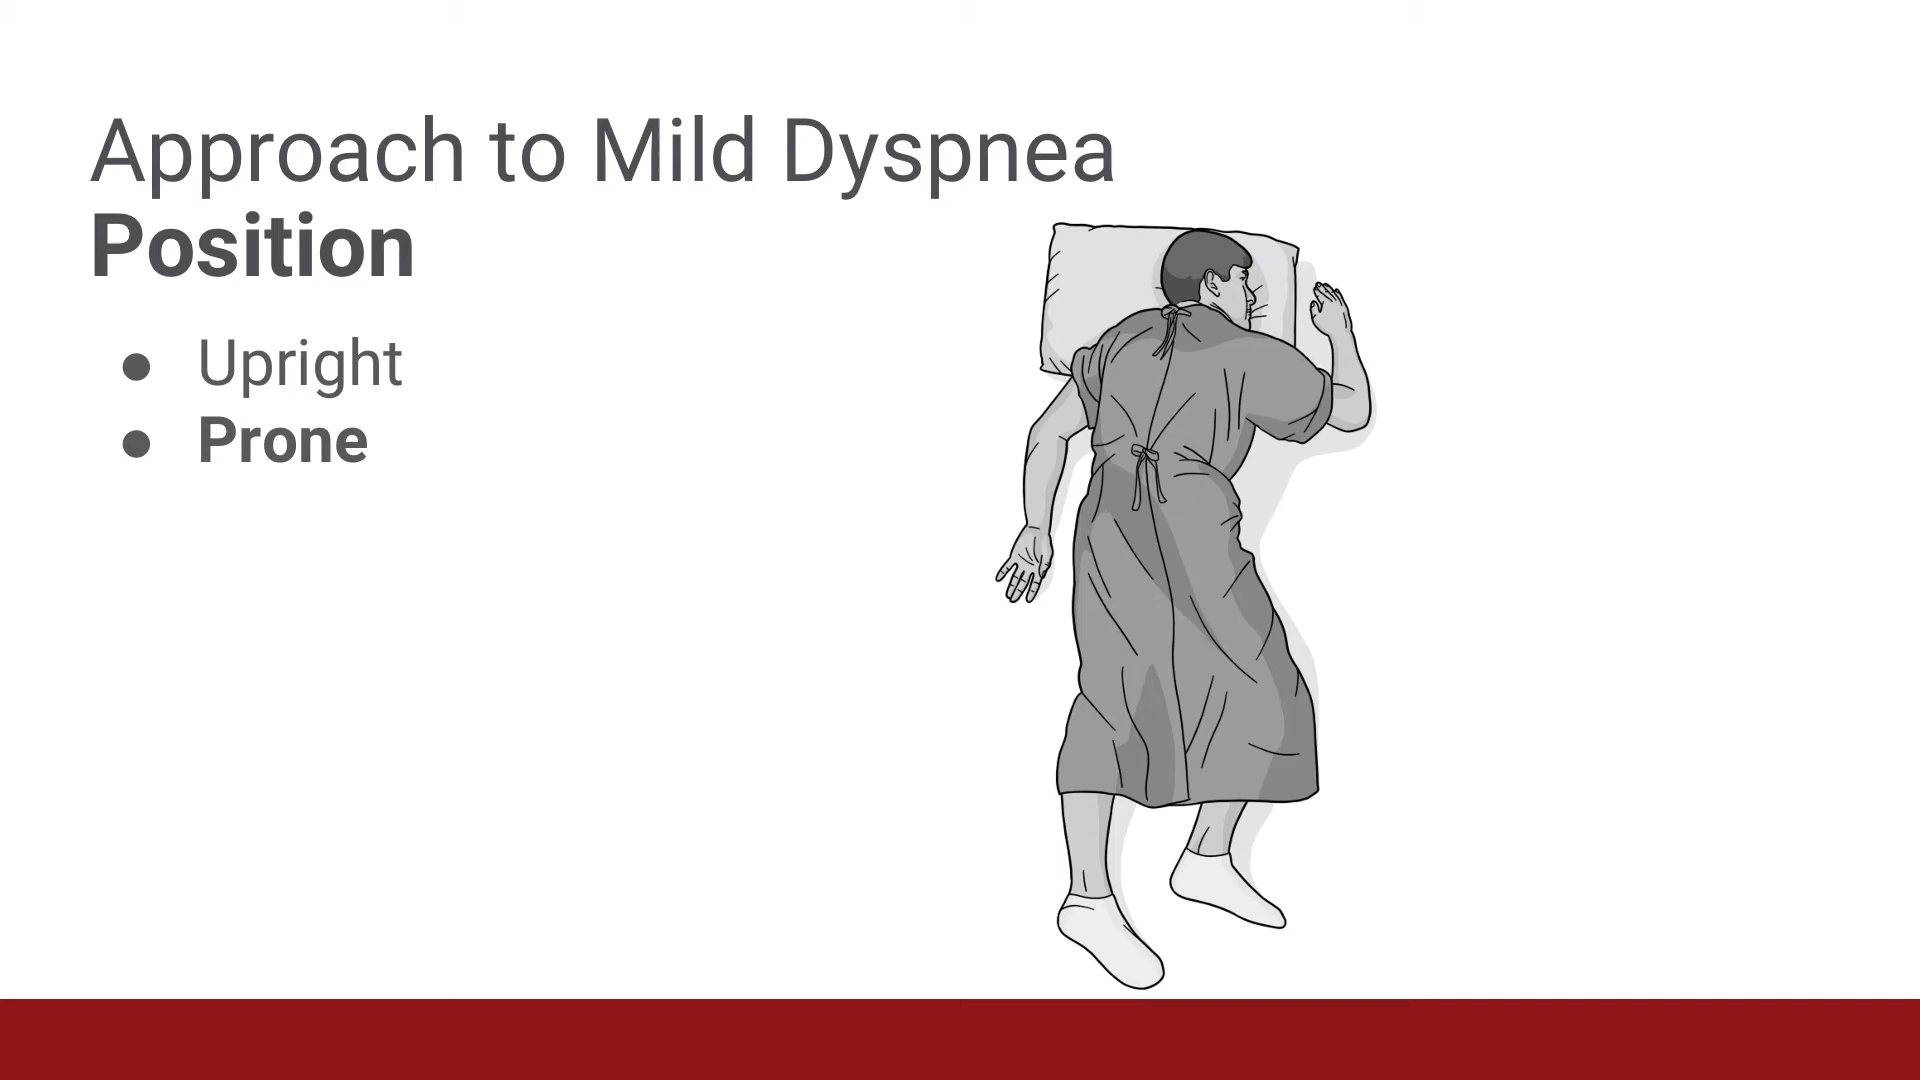 Approach to Mild Dyspnea
Position
● Upright
● Prone